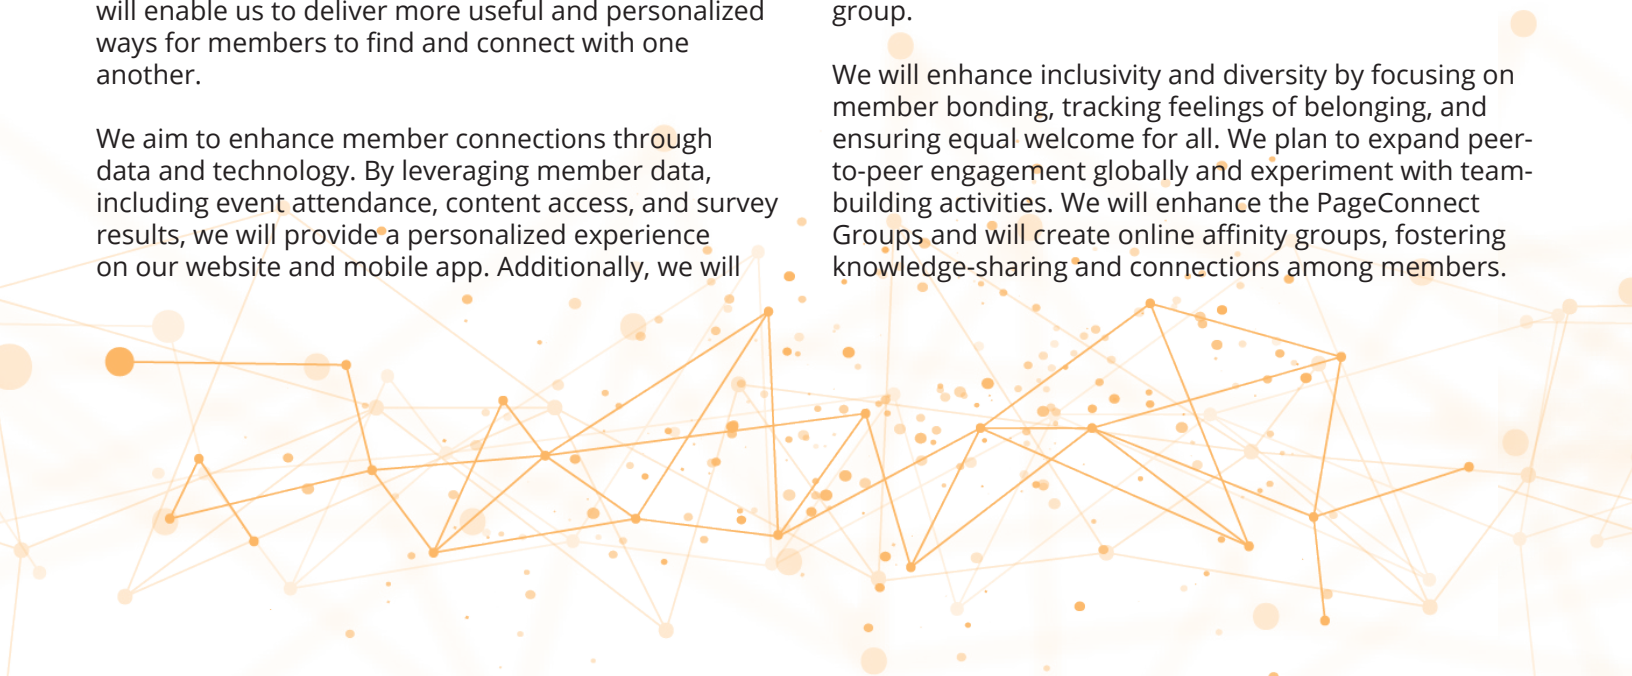 will enable us to deliver more useful and personalized
ways for members to find and connect with one
another.
We aim to enhance member connections through
data and technology. By leveraging member data,
including event attendance, content access, and survey
results, we will provide a personalized experience
on our website and mobile app. Additionally, we will
group.
We will enhance inclusivity and diversity by focusing on
member bonding, tracking feelings of belonging, and
ensuring equal welcome for all. We plan to expand peer-
to-peer engagement globally and experiment with team-
building activities. We will enhance the PageConnect
Groups and will create online affinity groups, fostering
knowledge-sharing and connections among members.